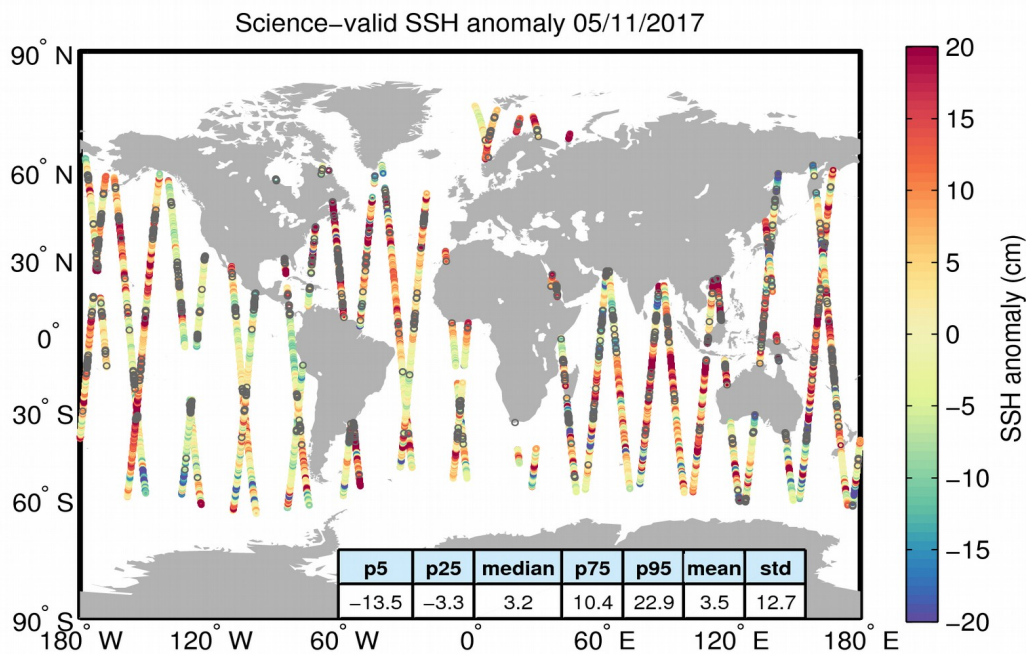 Science−valid SSH anomaly 05/11/2017
90° N
60° N
30° N
0°
30° S
60° S
90° S
180° W
120° W
60° W
0°
60° E
120° E
180° E
p5 p25 median p75 p95 mean std
−13.5 −3.3 3.2 10.4 22.9 3.5 12.7
20
15
10
5
0
−5
−10
−15
−20
SSH anomaly (cm)